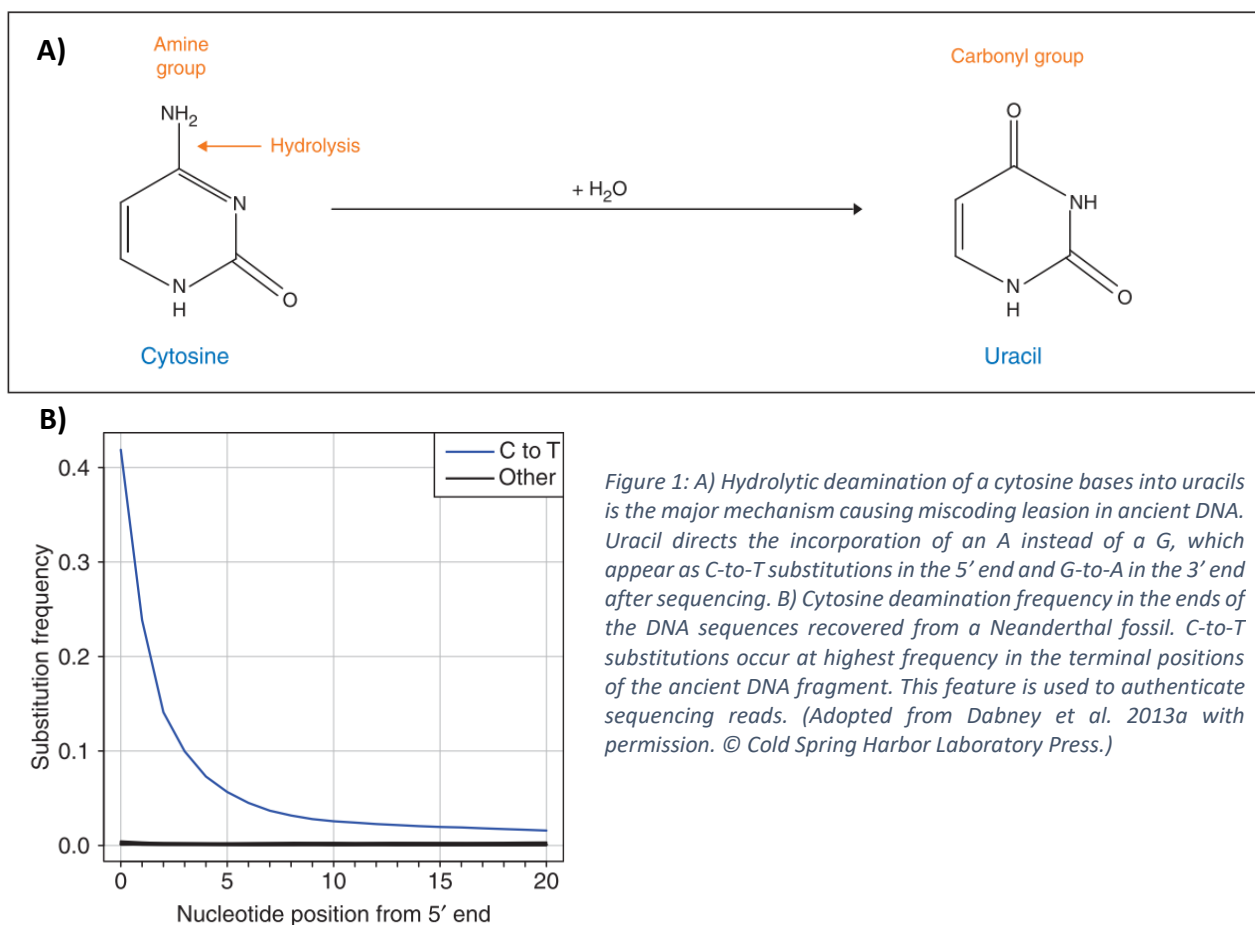 A)
Amine
group
NH2
Hydrolysis
N
N
H
O
Cytosine
+ H2O
Carbonyl group
O
NH
N
H
O
Uracil
B)
C to T
Other
0.4
0.3
0.2
0.1
0.0
Substitution frequency
0 5 10 15 20
Nucleotide position from 5′ end
Figure 1: A) Hydrolytic deamination of a cytosine bases into uracils
is the major mechanism causing miscoding leasion in ancient DNA.
Uracil directs the incorporation of an A instead of a G, which
appear as C-to-T substitutions in the 5′ end and G-to-A in the 3′ end
after sequencing. B) Cytosine deamination frequency in the ends of
the DNA sequences recovered from a Neanderthal fossil. C-to-T
substitutions occur at highest frequency in the terminal positions
of the ancient DNA fragment. This feature is used to authenticate
sequencing reads. (Adopted from Dabney et al. 2013a with
permission. © Cold Spring Harbor Laboratory Press.)